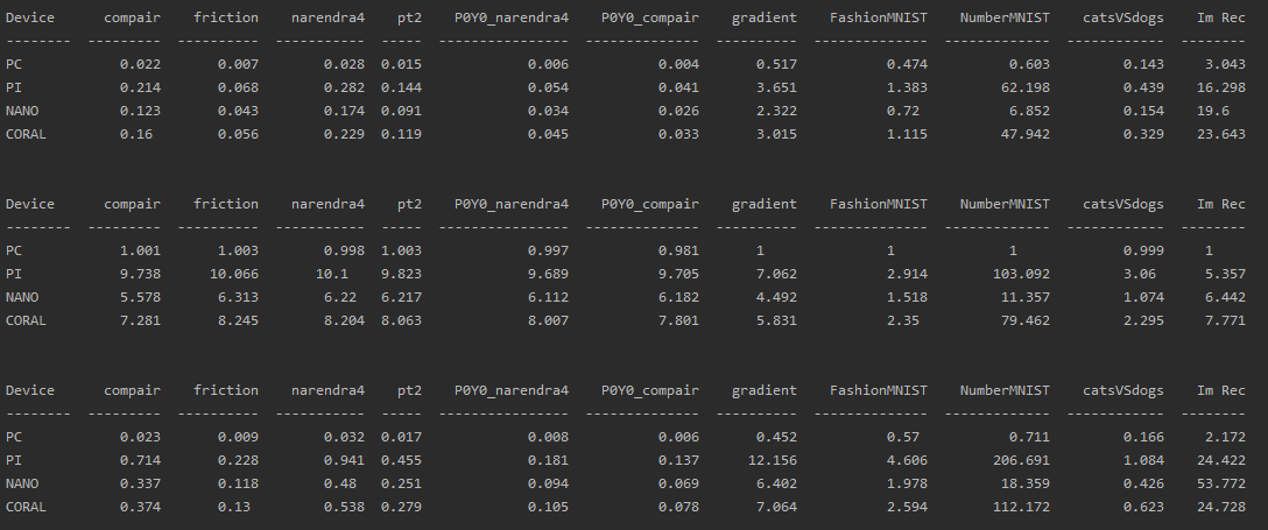 Device compair friction narendra4 pt2 P0Y0_narendra4 P0Y0_compair gradient FashionMNIST NumberMNIST catsVSdogs Im Rec
-------- --------- ---------- ----------- ----- ---------------- -------------- ---------- -------------- ------------- ------------ --------
PC 0.022 0.007 0.028 0.015 0.006 0.004 0.517 0.474 0.603 0.143 3.043
PI 0.214 0.068 0.282 0.144 0.054 0.041 3.651 1.383 62.198 0.439 16.298
NANO 0.123 0.043 0.174 0.091 0.034 0.026 2.322 0.72 6.852 0.154 19.6
CORAL 0.16 0.056 0.229 0.119 0.045 0.033 3.015 1.115 47.942 0.329 23.643
Device compair friction narendra4 pt2 P0Y0_narendra4 P0Y0_compair gradient FashionMNIST NumberMNIST catsVSdogs Im Rec
-------- --------- ---------- ----------- ----- ---------------- -------------- ---------- -------------- ------------- ------------ --------
PC 1.001 1.003 0.998 1.003 0.997 0.981 1 1 1 0.999 1
PI 9.738 10.066 10.1 9.823 9.689 9.705 7.062 2.914 103.092 3.06 5.357
NANO 5.578 6.313 6.22 6.217 6.112 6.182 4.492 1.518 11.357 1.074 6.442
CORAL 7.281 8.245 8.204 8.063 8.007 7.801 5.831 2.35 79.462 2.295 7.771
Device compair friction narendra4 pt2 P0Y0_narendra4 P0Y0_compair gradient FashionMNIST NumberMNIST catsVSdogs Im Rec
-------- --------- ---------- ----------- ----- ---------------- -------------- ---------- -------------- ------------- ------------ --------
PC 0.023 0.009 0.032 0.017 0.008 0.006 0.452 0.57 0.711 0.166 2.172
PI 0.714 0.228 0.941 0.455 0.181 0.137 12.156 4.606 206.691 1.084 24.422
NANO 0.337 0.118 0.48 0.251 0.094 0.069 6.402 1.978 18.359 0.426 53.772
CORAL 0.374 0.13 0.538 0.279 0.105 0.078 7.064 2.594 112.172 0.623 24.728